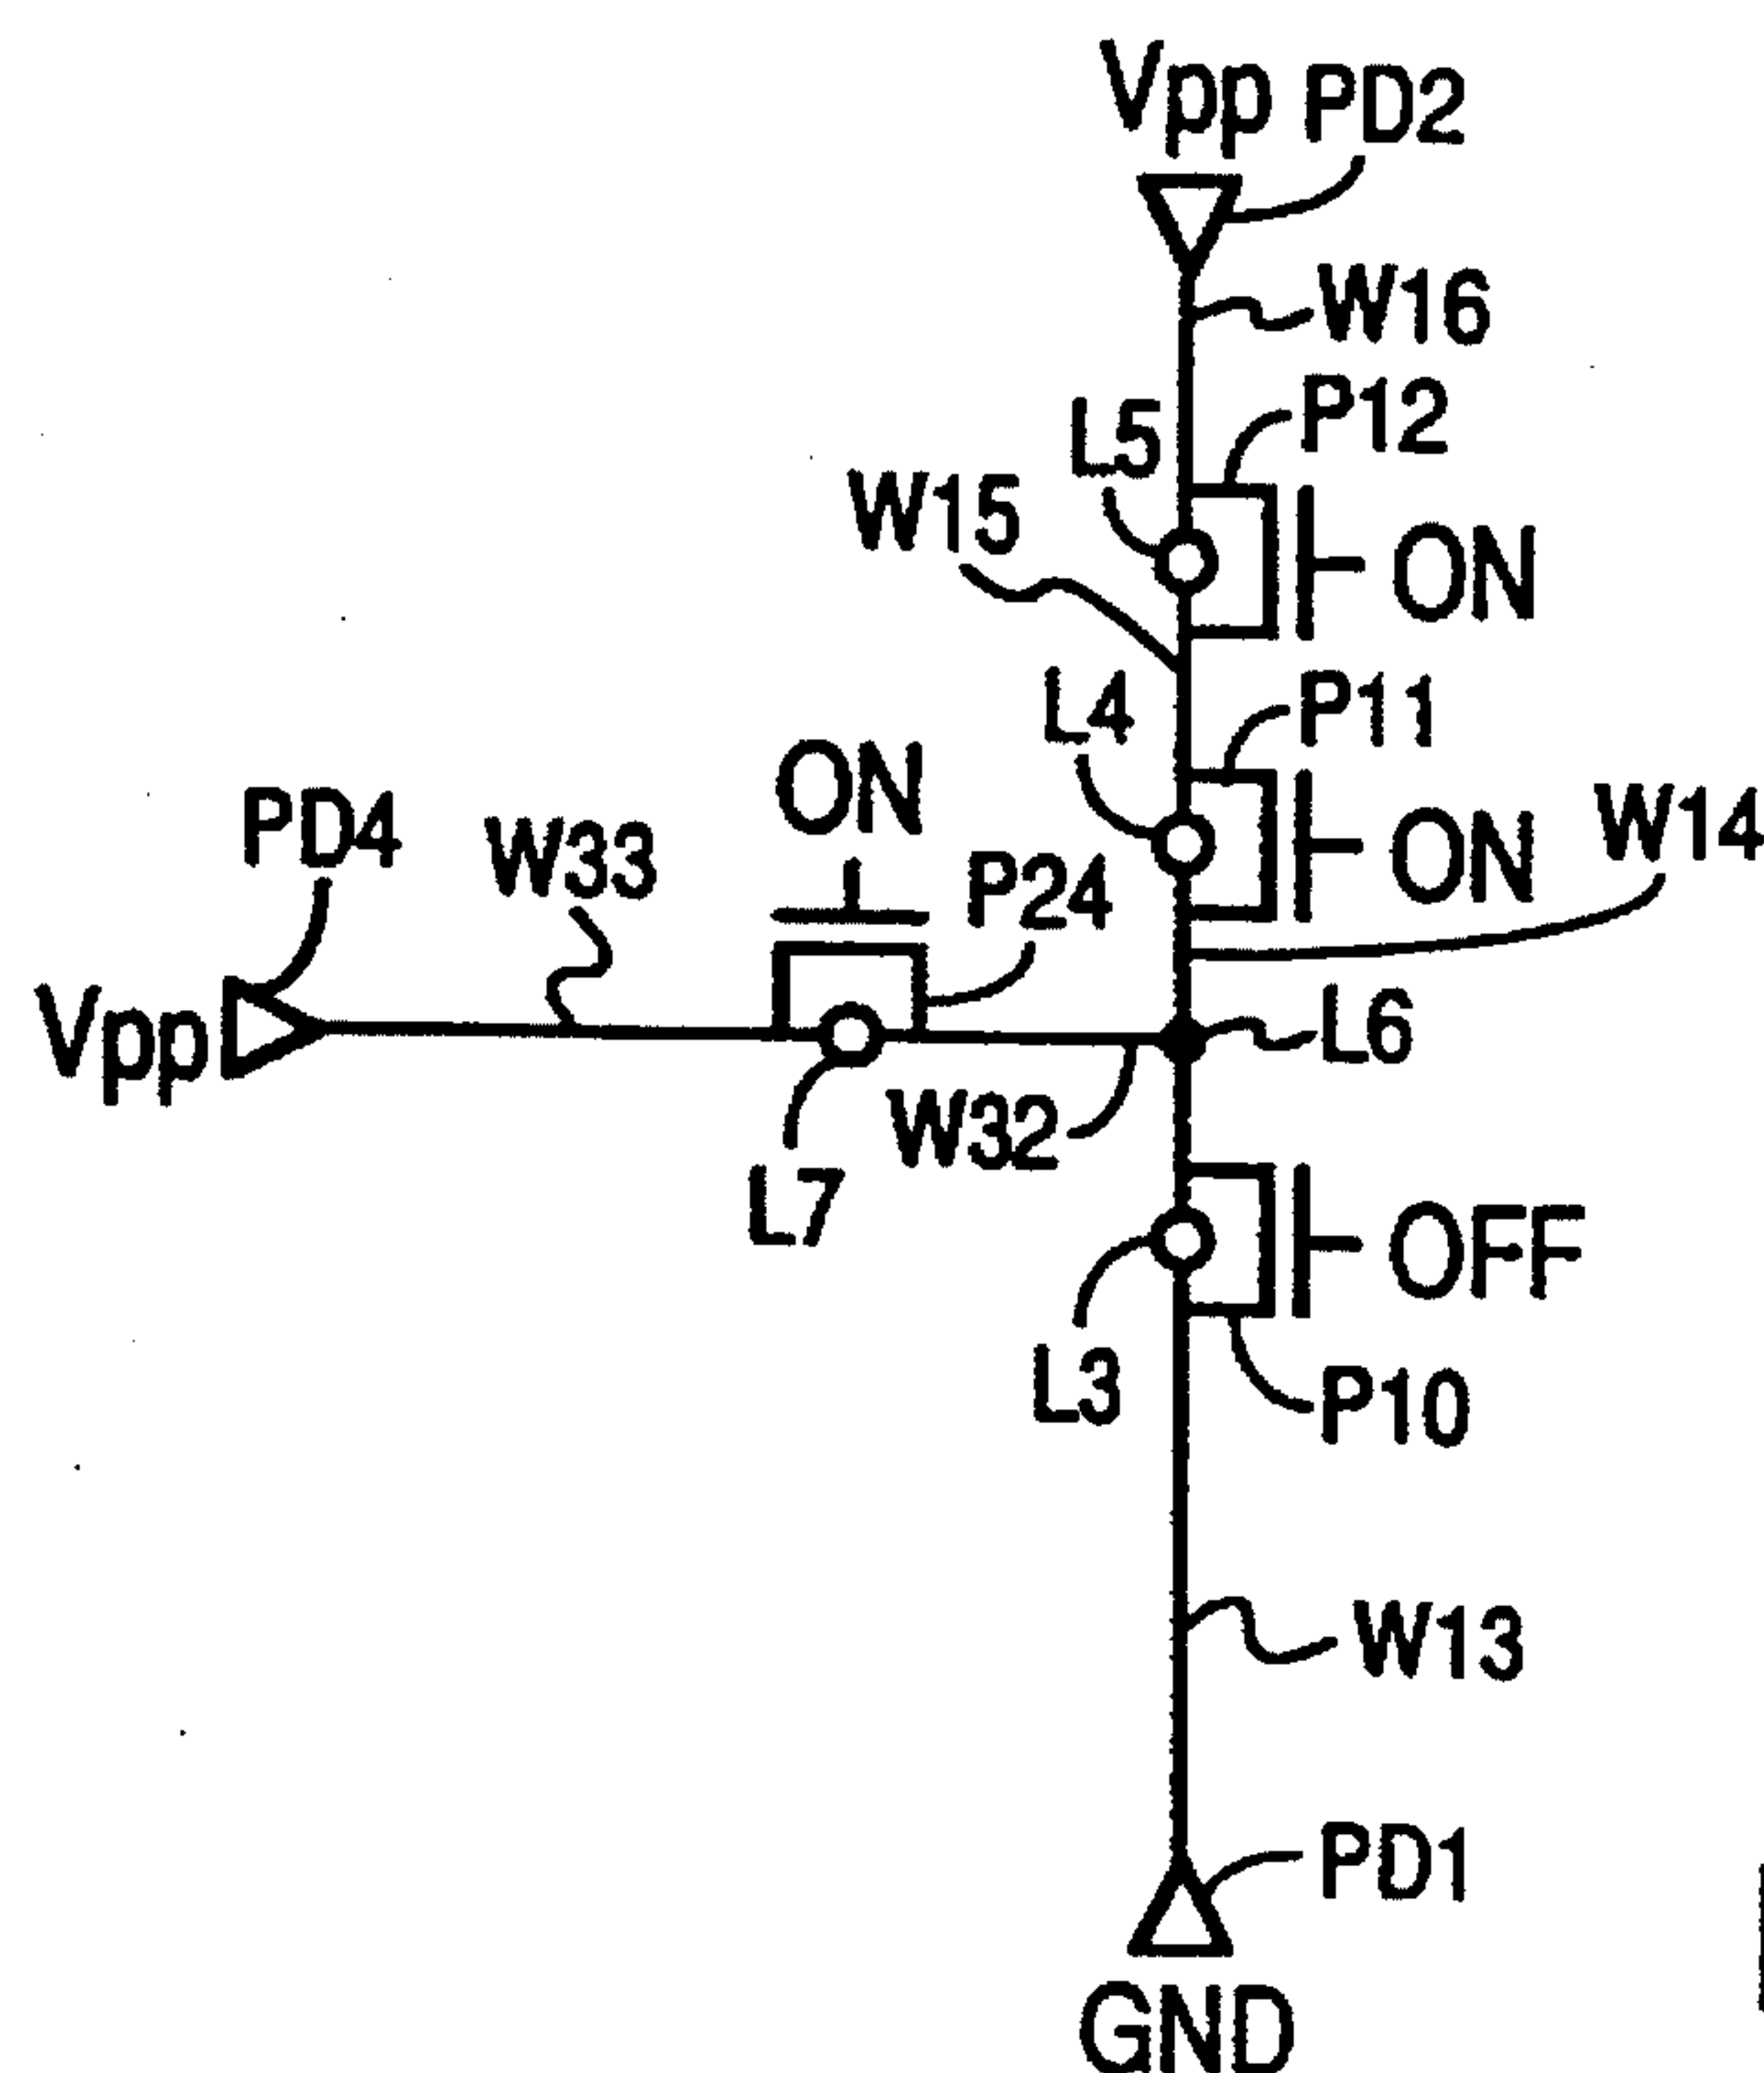 Vpp PD2
W16
L5 P12
W15
ON
L4 P11
ON
PD4 W33 P24 ON W14
Vpp
L6
W32
L7
OFF
L3
P10
W13
PD1
GND